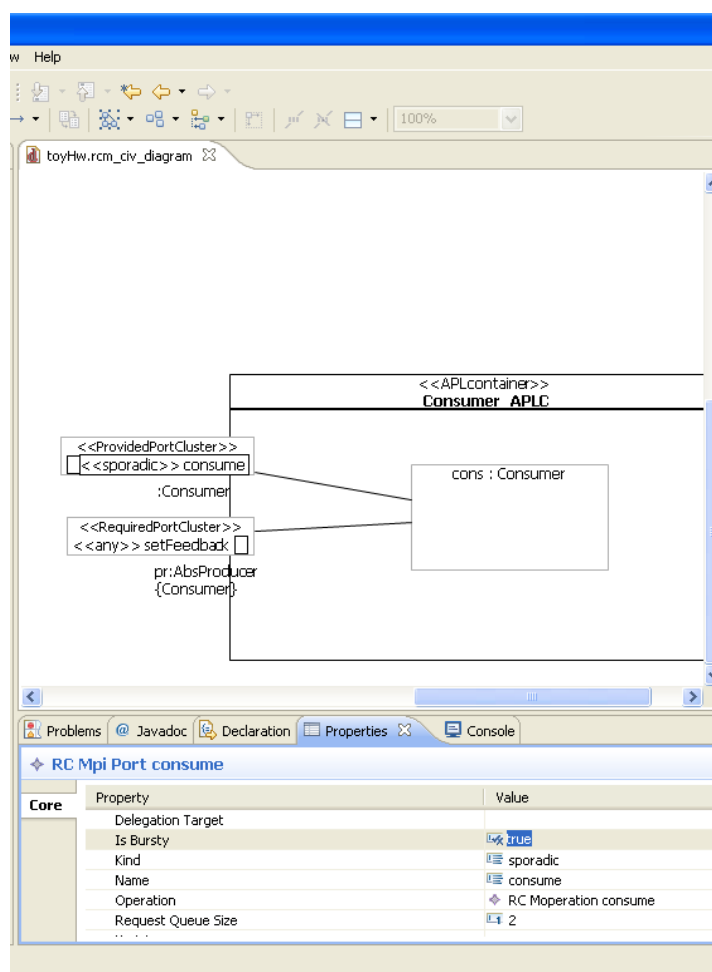 w Help
100%
toyHw.rcm_civ_diagram
<<APLcontainer>>
Consumer APLC
<<ProvidedPortCluster>>
<<sporadic>> consume
:Consumer
cons : Consumer
<<RequiredPortCluster>>
<<any>> setFeedback
pr:AbsProducer
{Consumer}
Problems @ Javadoc Declaration Properties Console
RC Mpi Port consume
Core Property Value
Delegation Target
Is Bursty true
Kind sporadic
Name consume
Operation RC Moperation consume
Request Queue Size 2